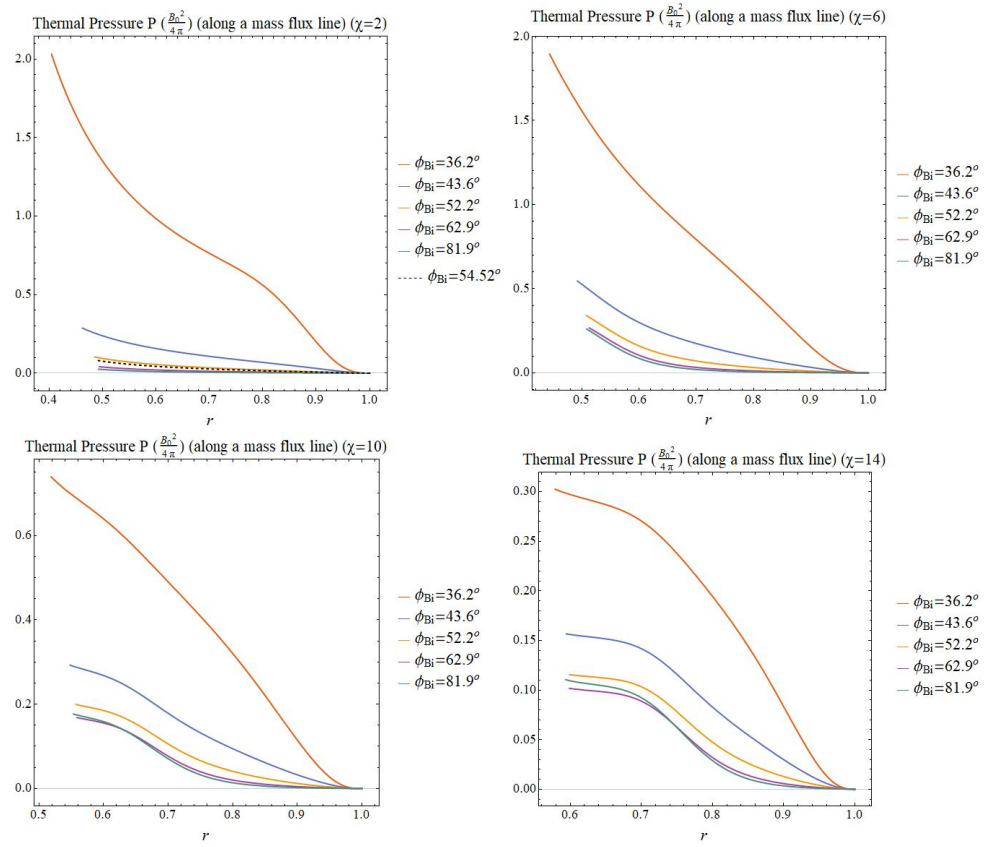 Thermal Pressure P (B₀²/4π) (along a mass flux line) (χ=2)
2.0
1.5
1.0
0.5
0.0
0.4 0.5 0.6 0.7 0.8 0.9 1.0
r
ϕBi=36.2°
ϕBi=43.6°
ϕBi=52.2°
ϕBi=62.9°
ϕBi=81.9°
ϕBi=54.52°
Thermal Pressure P (B₀²/4π) (along a mass flux line) (χ=6)
2.0
1.5
1.0
0.5
0.0
0.5 0.6 0.7 0.8 0.9 1.0
r
ϕBi=36.2°
ϕBi=43.6°
ϕBi=52.2°
ϕBi=62.9°
ϕBi=81.9°
Thermal Pressure P (B₀²/4π) (along a mass flux line) (χ=10)
0.6
0.4
0.2
0.0
0.5 0.6 0.7 0.8 0.9 1.0
r
ϕBi=36.2°
ϕBi=43.6°
ϕBi=52.2°
ϕBi=62.9°
ϕBi=81.9°
Thermal Pressure P (B₀²/4π) (along a mass flux line) (χ=14)
0.30
0.25
0.20
0.15
0.10
0.05
0.00
0.6 0.7 0.8 0.9 1.0
r
ϕBi=36.2°
ϕBi=43.6°
ϕBi=52.2°
ϕBi=62.9°
ϕBi=81.9°